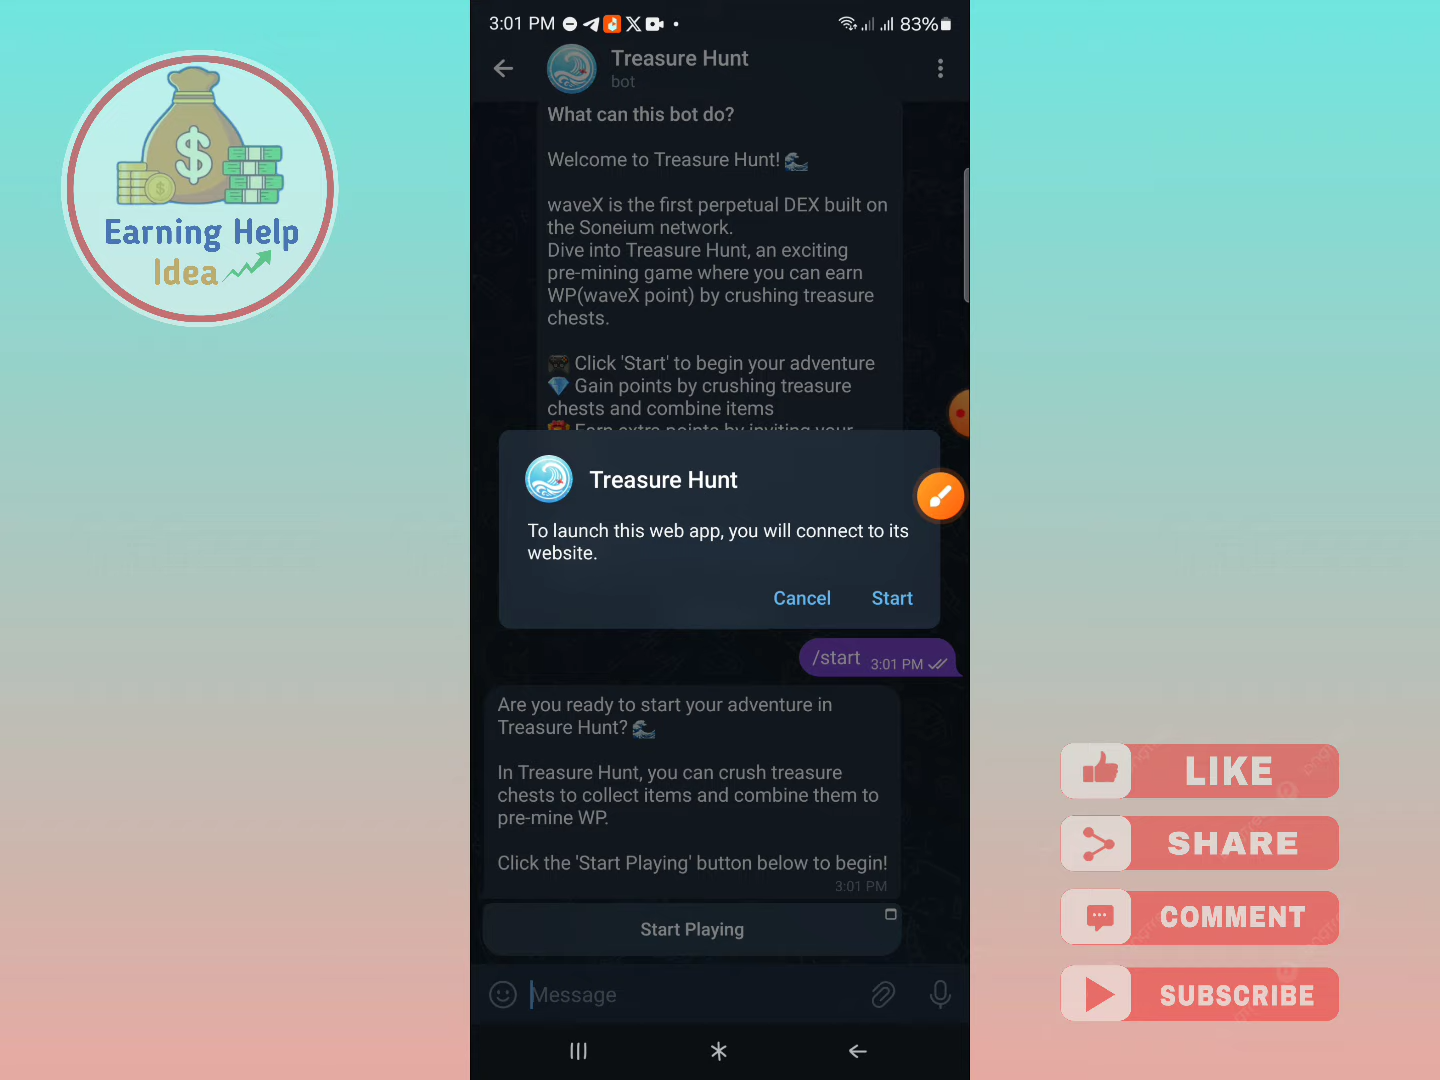 Earning Help
Idea
3:01 PM
83%
Treasure Hunt
bot
What can this bot do?
Welcome to Treasure Hunt!
waveX is the first perpetual DEX built on
the Soneium network.
Dive into Treasure Hunt, an exciting
pre-mining game where you can earn
WP(waveX point) by crushing treasure
chests.
Click 'Start' to begin your adventure
Gain points by crushing treasure
chests and combine items
Earn extra points by inviting your
Treasure Hunt
To launch this web app, you will connect to its
website.
Cancel Start
/start 3:01 PM
Are you ready to start your adventure in
Treasure Hunt?
In Treasure Hunt, you can crush treasure
chests to collect items and combine them to
pre-mine WP.
Click the 'Start Playing' button below to begin!
3:01 PM
Start Playing
Message
LIKE
SHARE
COMMENT
SUBSCRIBE